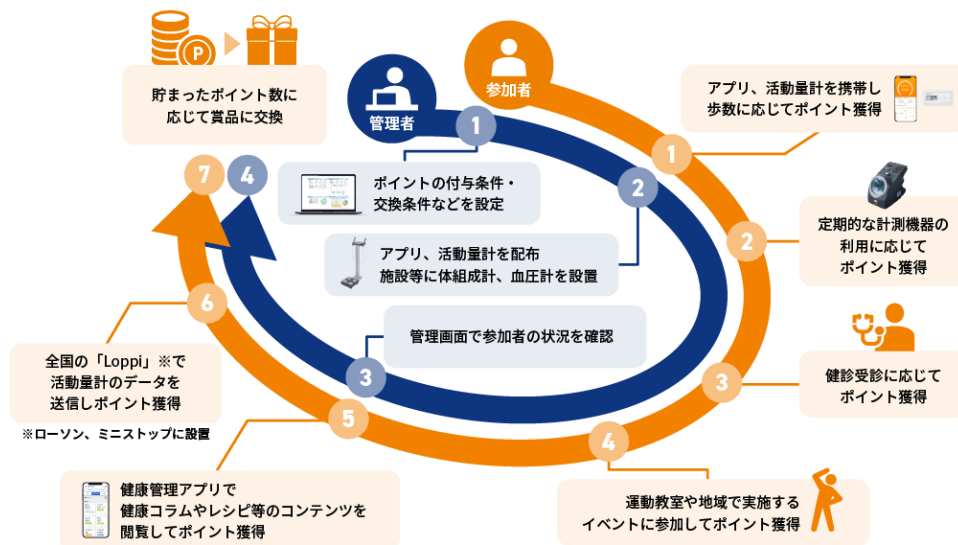 P
貯まったポイント数に
応じて賞品に交換
管理者
参加者
アプリ、活動量計を携帯し
歩数に応じてポイント獲得
1
ポイントの付与条件・
交換条件などを設定
2
アプリ、活動量計を配布
施設等に体組成計、血圧計を設置
3
管理画面で参加者の状況を確認
4
1
2
定期的な計測機器の
利用に応じて
ポイント獲得
3
健診受診に応じて
ポイント獲得
4
運動教室や地域で実施する
イベントに参加してポイント獲得
5
健康管理アプリで
健康コラムやレシピ等のコンテンツを
閲覧してポイント獲得
6
全国の「Loppi」※で
活動量計のデータを
送信しポイント獲得
※ローソン、ミニストップに設置
7